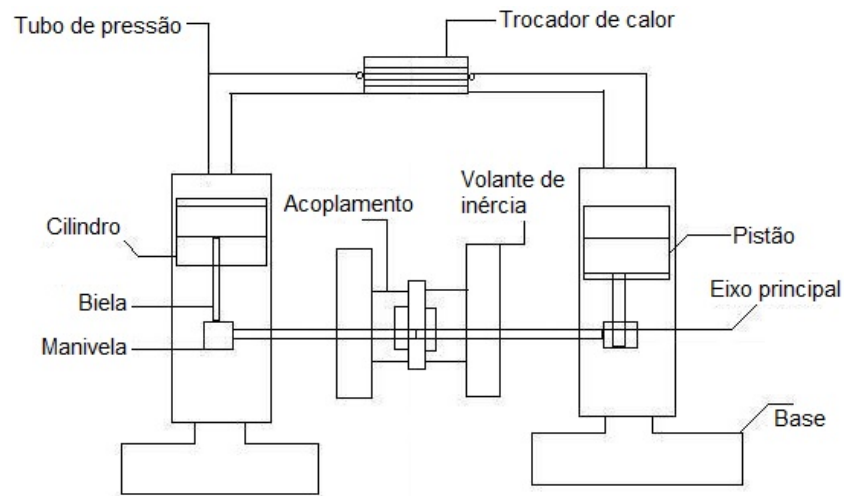 Tubo de pressão
Trocador de calor
Acoplamento
Volante de
inércia
Cilindro
Pistão
Biela
Eixo principal
Manivela
Base